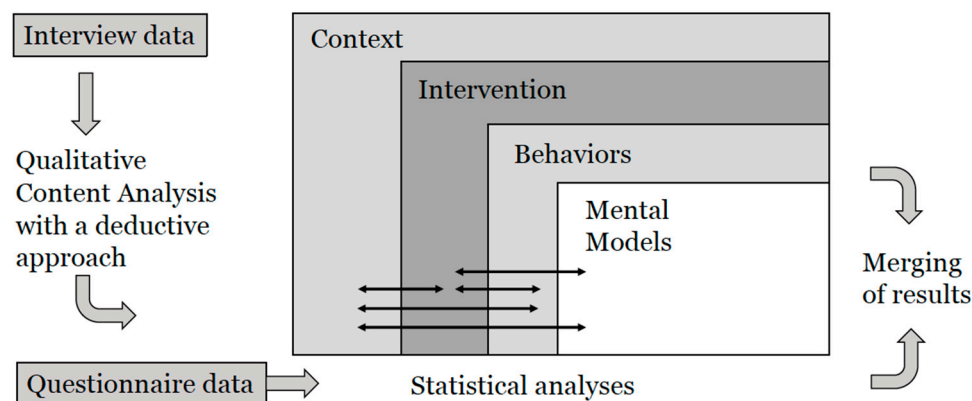 Interview data
Qualitative
Content Analysis
with a deductive
approach
Questionnaire data
Context
Intervention
Behaviors
Mental
Models
Statistical analyses
Merging
of results